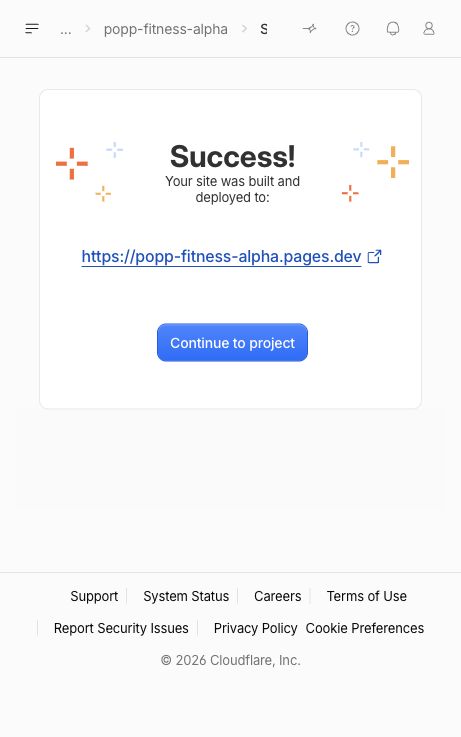 ... popp-fitness-alpha S
Success!
Your site was built and
deployed to:
https://popp-fitness-alpha.pages.dev
Continue to project
Support System Status Careers Terms of Use
Report Security Issues Privacy Policy Cookie Preferences
© 2026 Cloudflare, Inc.